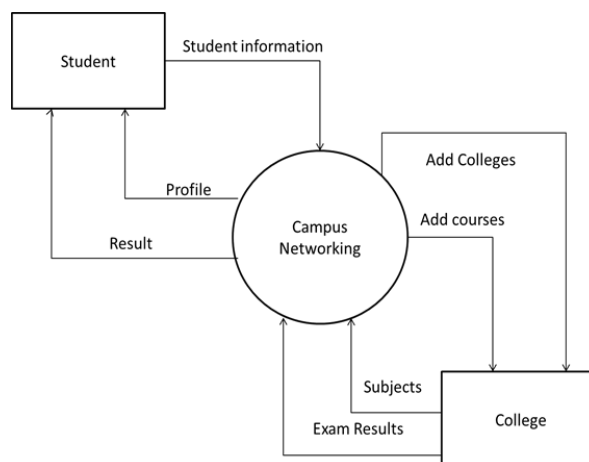 Student information
Student
Add Colleges
Profile
Add courses
Campus
Networking
Result
Subjects
College
Exam Results